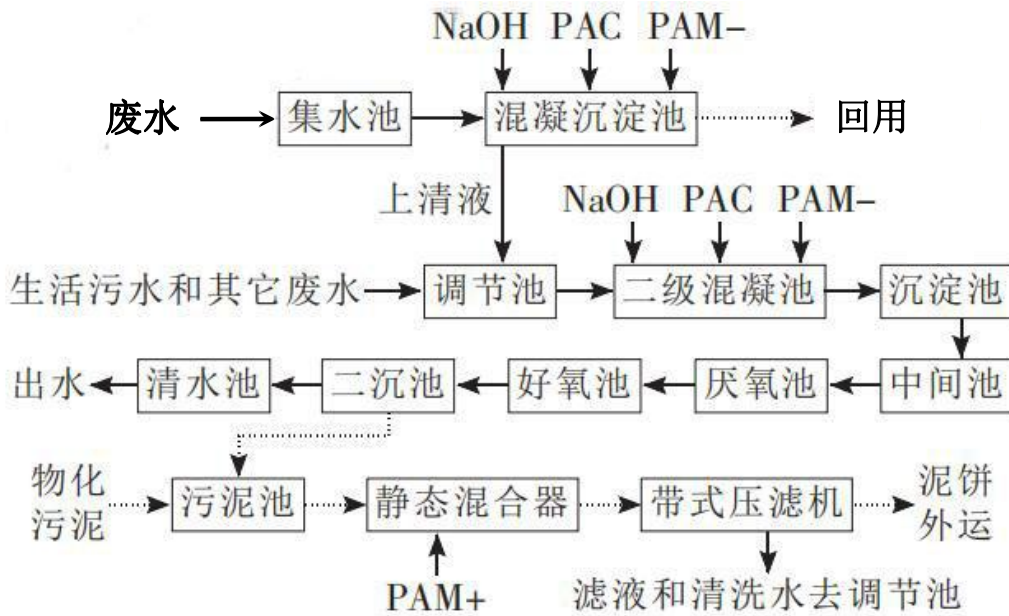 NaOH PAC PAM−
废水 集水池 混凝沉淀池 回用
上清液
NaOH PAC PAM−
生活污水和其它废水 调节池 二级混凝池 沉淀池
出水 清水池 二沉池 好氧池 厌氧池 中间池
物化
污泥
污泥池 静态混合器 带式压滤机
泥饼
外运
PAM+
滤液和清洗水去调节池